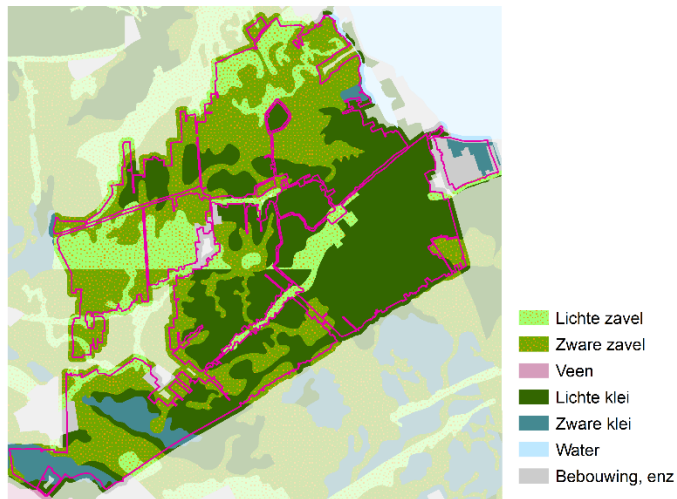 Lichte zavel
Zware zavel
Veen
Lichte klei
Zware klei
Water
Bebouwing, enz